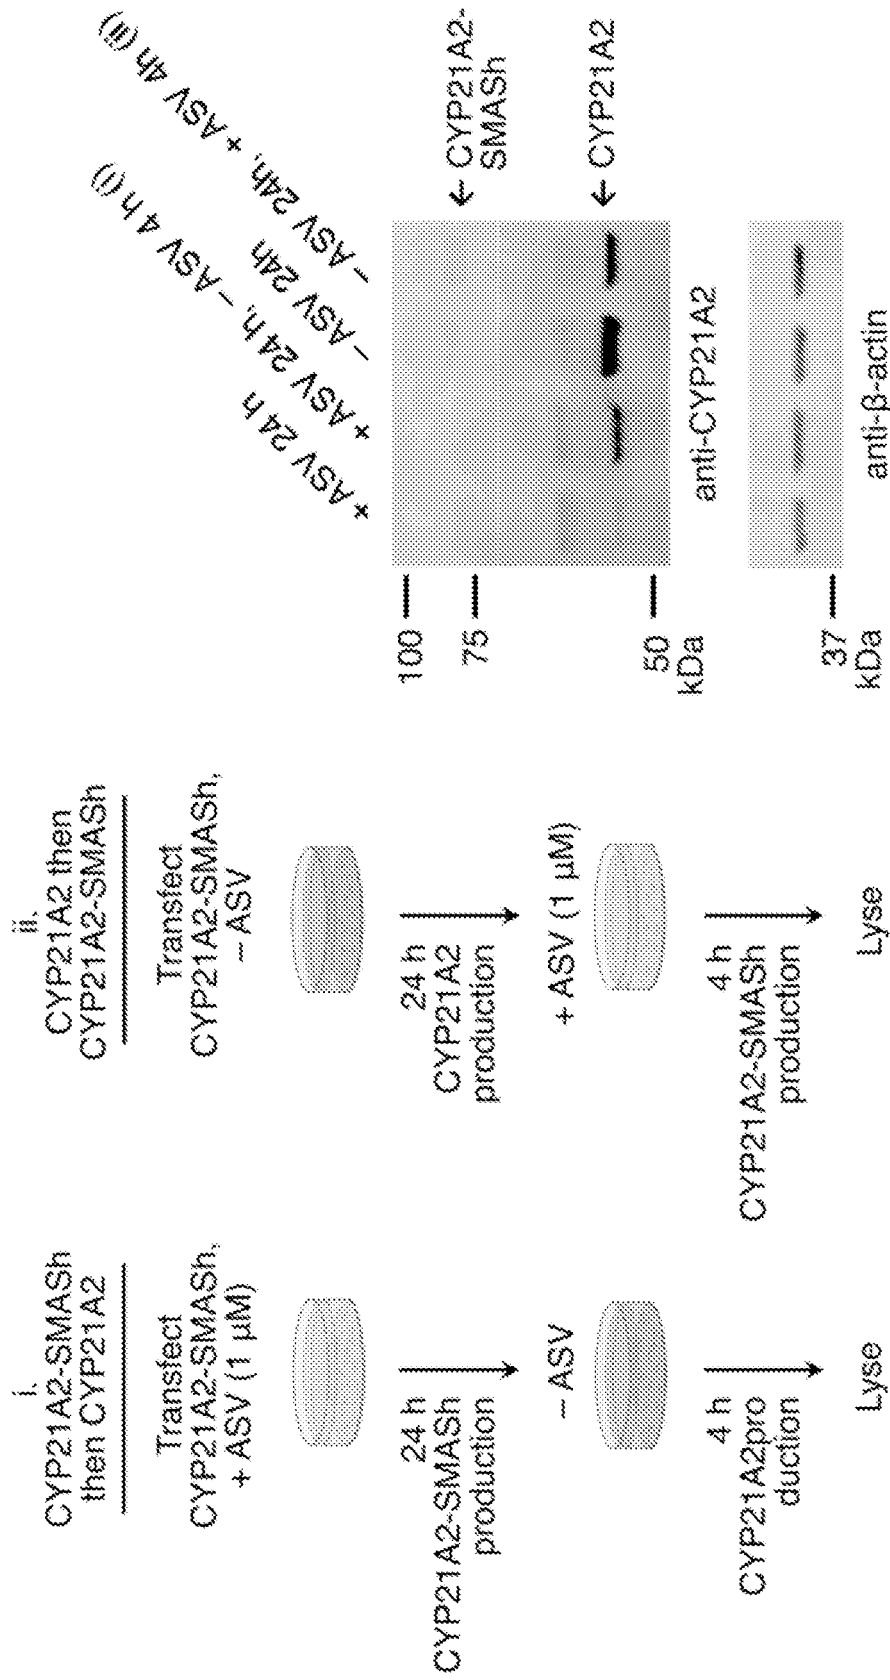 i.
CYP21A2-SMASh
then CYP21A2
Transfect
CYP21A2-SMASh,
+ ASV (1 µM)
24 h
CYP21A2-SMASh
production
– ASV
4 h
CYP21A2pro
duction
Lyse
ii.
CYP21A2 then
CYP21A2-SMASh
Transfect
CYP21A2-SMASh,
– ASV
24 h
CYP21A2
production
+ ASV (1 µM)
4 h
CYP21A2-SMASh
production
Lyse
+ ASV 24 h
+ ASV 24 h, – ASV 4 h (i)
– ASV 24h
– ASV 24h, + ASV 4h (ii)
100
75
50
kDa
← CYP21A2-
SMASh
← CYP21A2
anti-CYP21A2
37
kDa
anti-β-actin